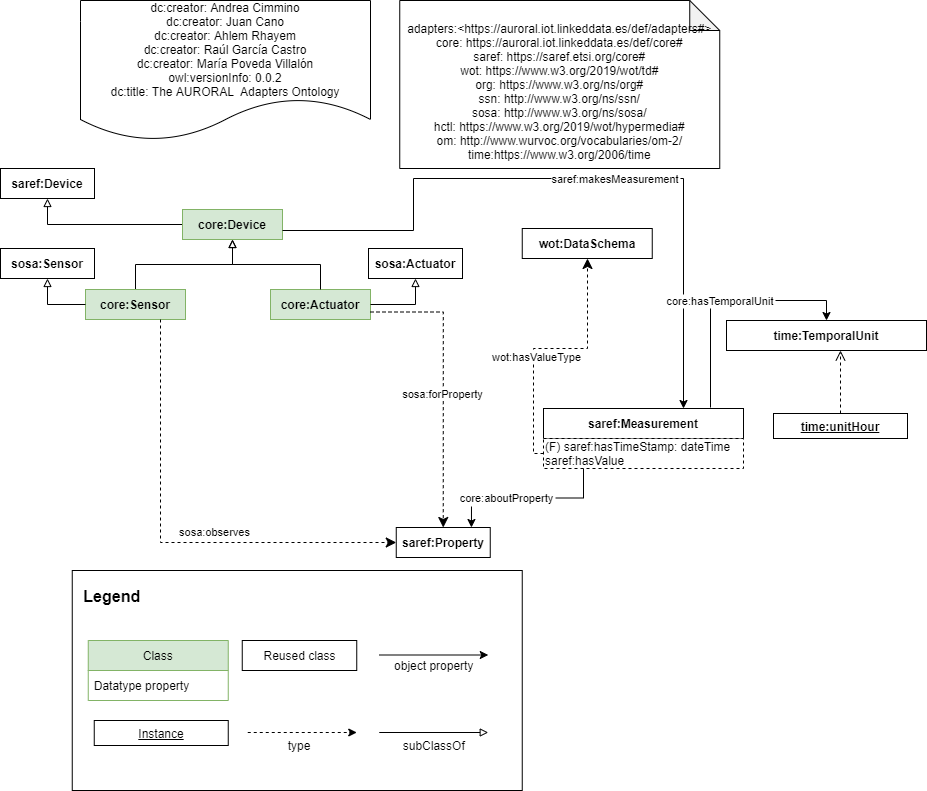 dc:creator: Andrea Cimmino
dc:creator: Juan Cano
dc:creator: Ahlem Rhayem
dc:creator: Raúl García Castro
dc:creator: María Poveda Villalón
owl:versionInfo: 0.0.2
dc:title: The AURORAL  Adapters Ontology
adapters:<https://auroral.iot.linkeddata.es/def/adapters#>
core: https://auroral.iot.linkeddata.es/def/core#
saref: https://saref.etsi.org/core#
wot: https://www.w3.org/2019/wot/td#
org: https://www.w3.org/ns/org#
ssn: http://www.w3.org/ns/ssn/
sosa: http://www.w3.org/ns/sosa/
hctl: https://www.w3.org/2019/wot/hypermedia#
om: http://www.wurvoc.org/vocabularies/om-2/
time:https://www.w3.org/2006/time
saref:Device
saref:makesMeasurement
core:Device
wot:DataSchema
sosa:Sensor
sosa:Actuator
core:Sensor
core:Actuator
core:hasTemporalUnit
time:TemporalUnit
wot:hasValueType
sosa:forProperty
saref:Measurement
time:unitHour
(F) saref:hasTimeStamp: dateTime
saref:hasValue
core:aboutProperty
sosa:observes
saref:Property
Legend
Class
Reused class
object property
Datatype property
Instance
type
subClassOf